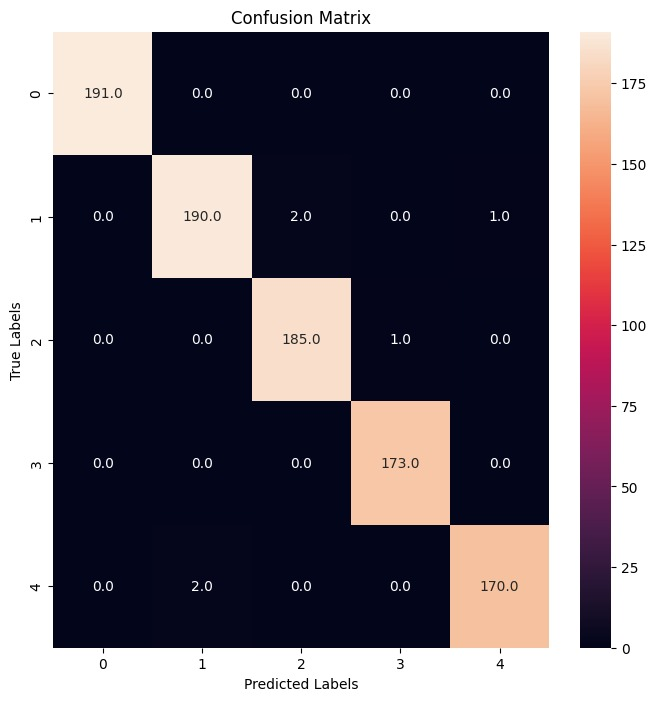 Confusion Matrix
0 191.0 0.0 0.0 0.0 0.0
1 0.0 190.0 2.0 0.0 1.0
True Labels
2 0.0 0.0 185.0 1.0 0.0
3 0.0 0.0 0.0 173.0 0.0
4 0.0 2.0 0.0 0.0 170.0
0 1 2 3 4
Predicted Labels
175
150
125
100
75
50
25
0